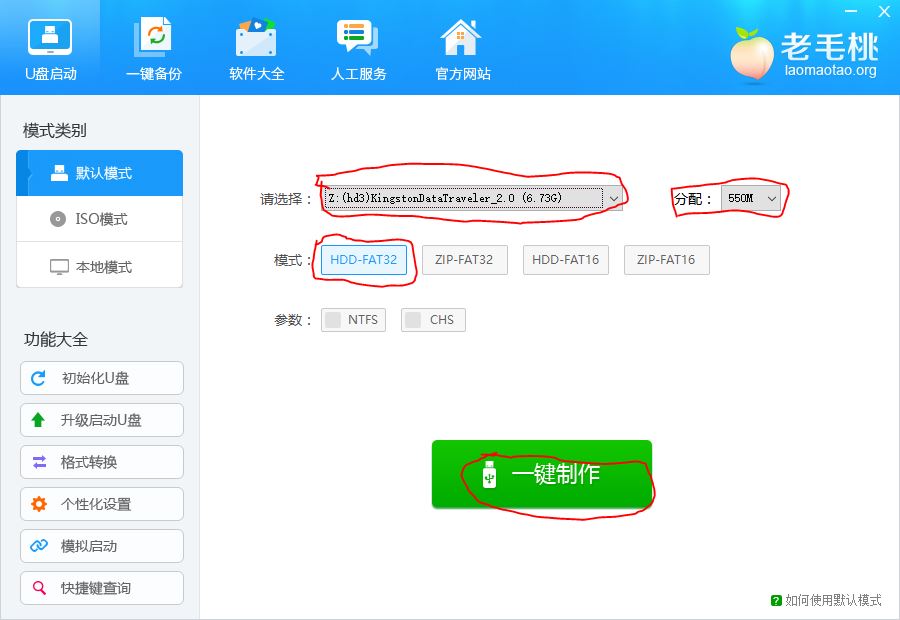 U盘启动
一键备份
软件大全
人工服务
官方网站
老毛桃
laomaotao.org
模式类别
默认模式
ISO模式
本地模式
请选择：
Z:(hd3)KingstonDataTraveler_2.0 (6.73G)
分配：
550M
模式：
HDD-FAT32
ZIP-FAT32
HDD-FAT16
ZIP-FAT16
参数：
NTFS
CHS
功能大全
初始化U盘
升级启动U盘
格式转换
个性化设置
模拟启动
快捷键查询
一键制作
? 如何使用默认模式